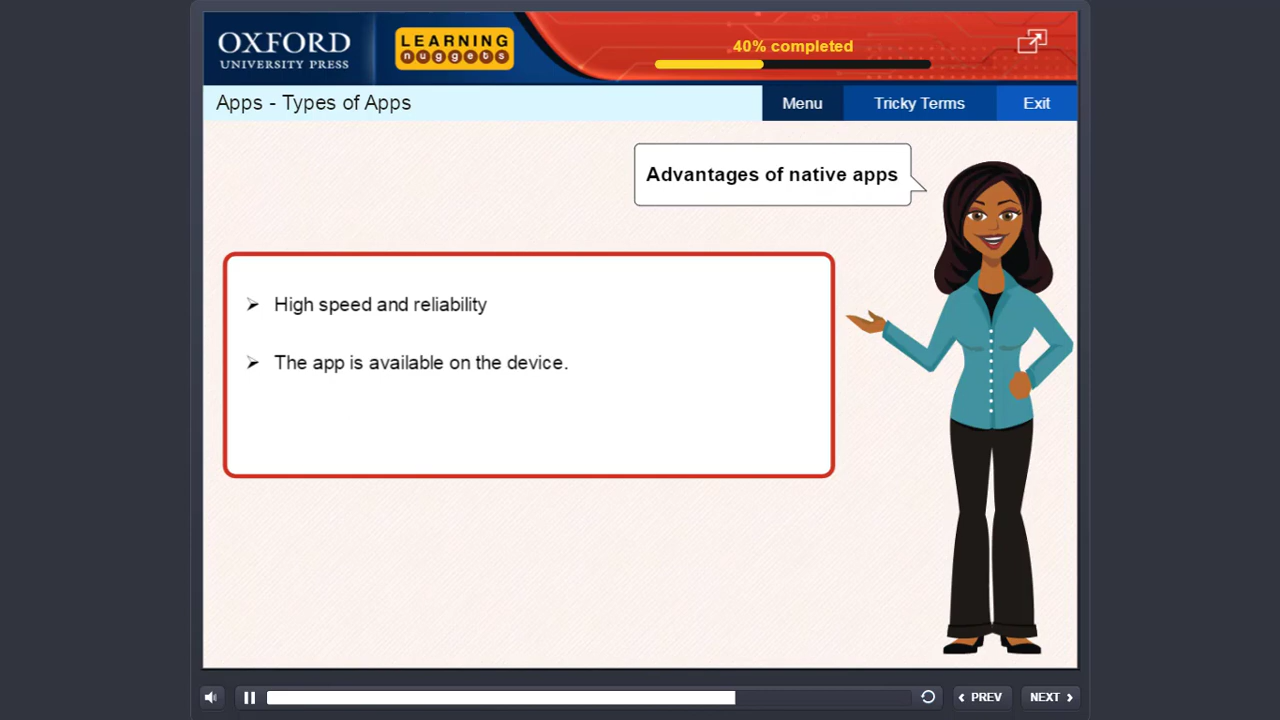 OXFORD
UNIVERSITY PRESS
LEARNING
nuggets
40% completed
Apps - Types of Apps
Menu
Tricky Terms
Exit
Advantages of native apps
High speed and reliability
The app is available on the device.
PREV
NEXT